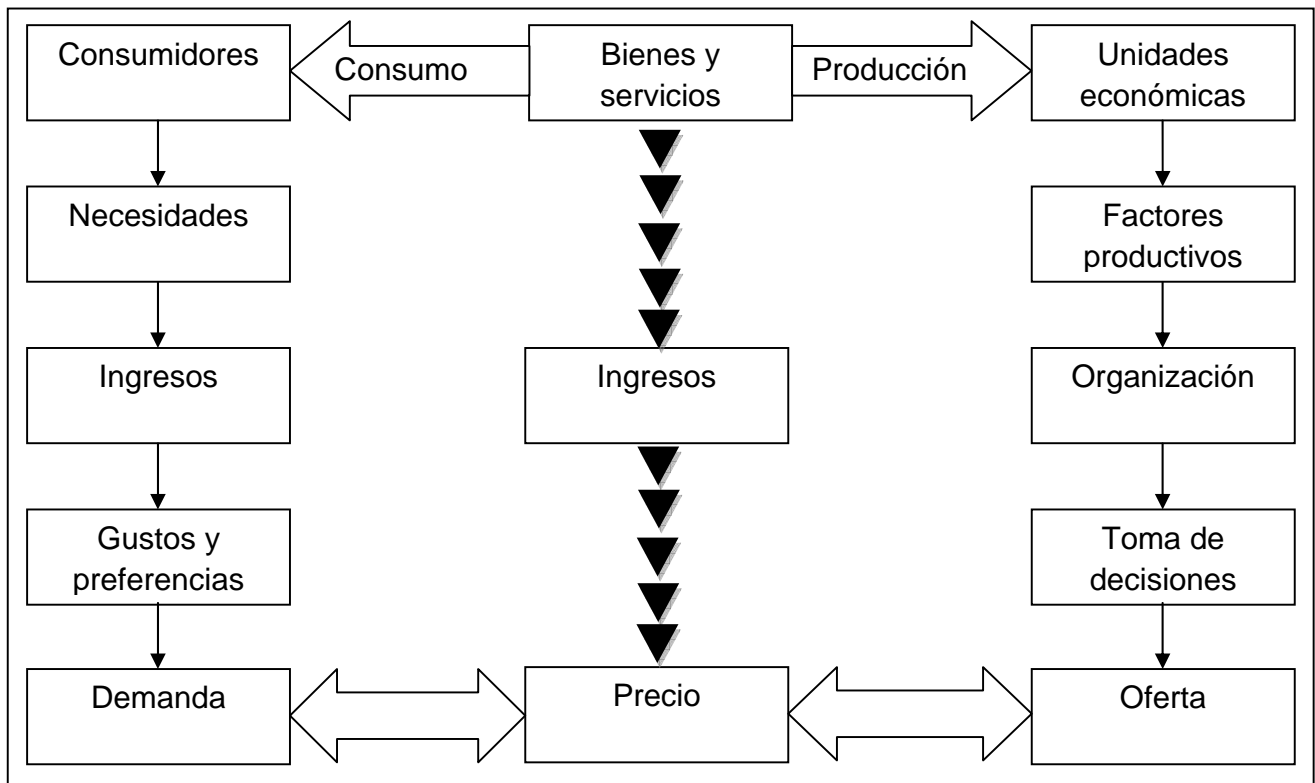 Consumidores
Consumo
Bienes y
servicios
Producción
Unidades
económicas
Necesidades
Factores
productivos
Ingresos
Ingresos
Organización
Gustos y
preferencias
Toma de
decisiones
Demanda
Precio
Oferta